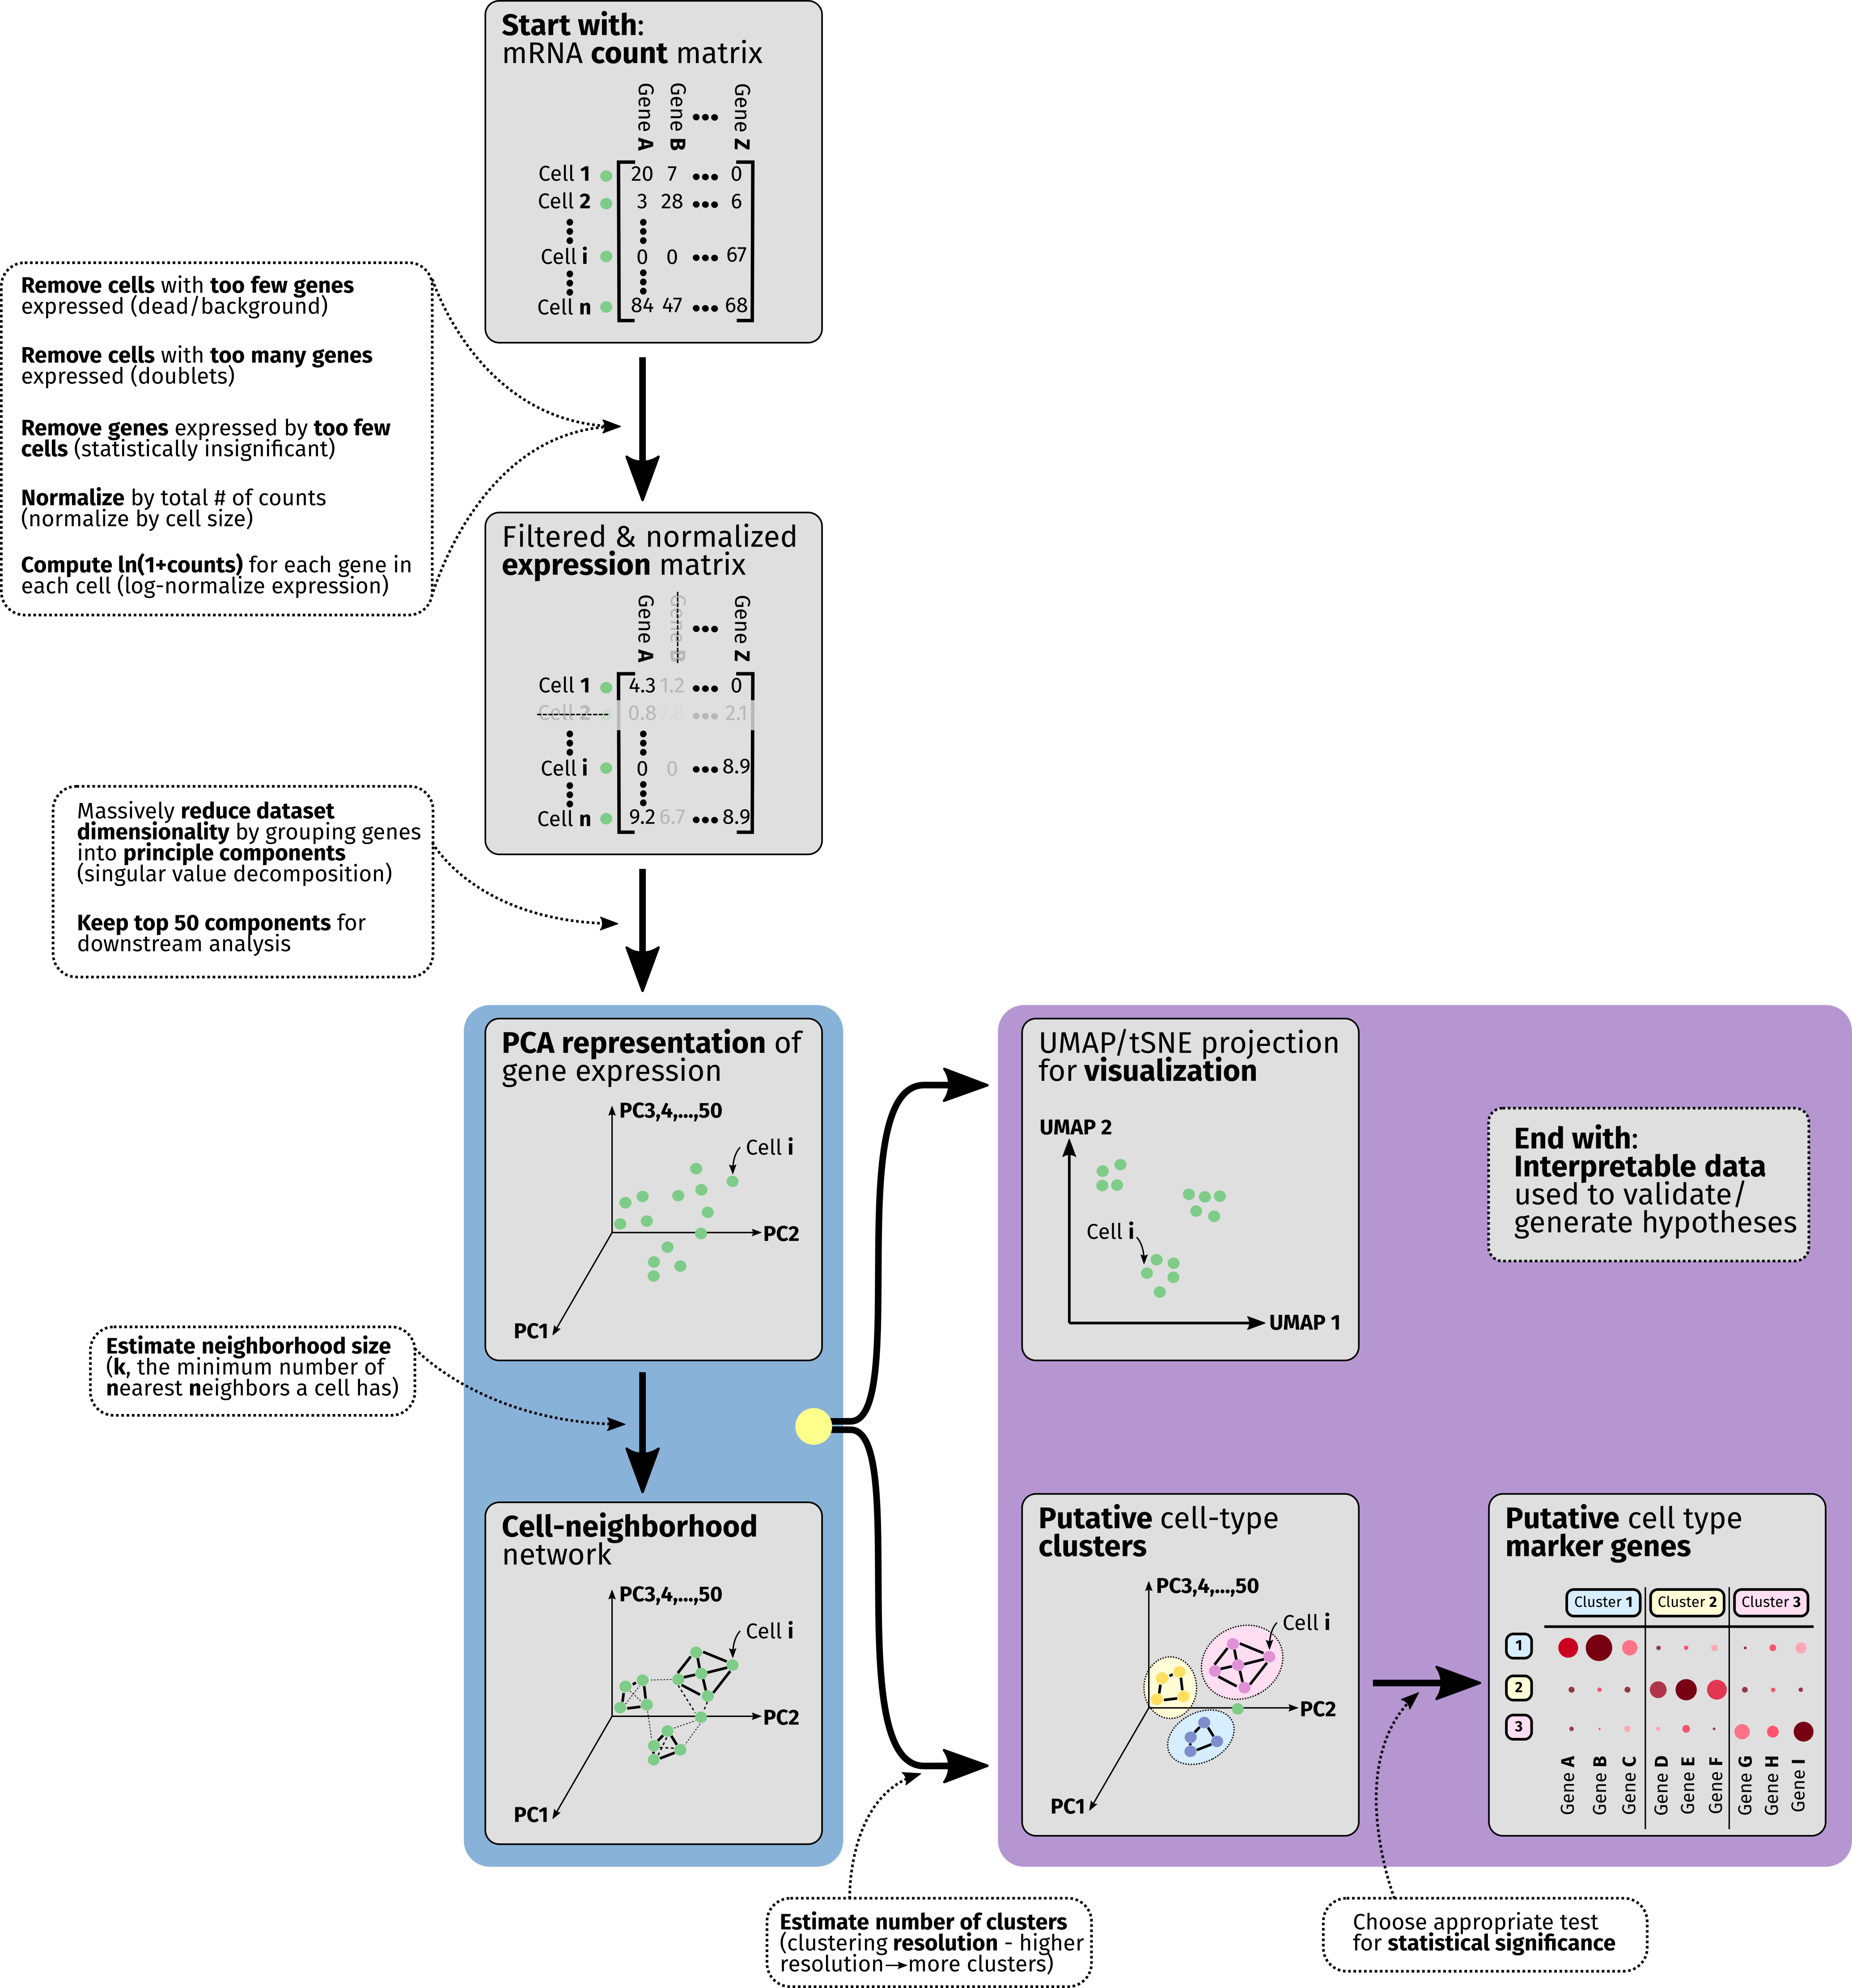 Start with:
mRNA count matrix
Gene A
Gene B
Gene Z
Cell 1 20 7 ••• 0
Cell 2 3 28 ••• 6
Cell i 0 0 ••• 67
Cell n 84 47 ••• 68
Remove cells with too few genes
expressed (dead/background)
Remove cells with too many genes
expressed (doublets)
Remove genes expressed by too few
cells (statistically insignificant)
Normalize by total # of counts
(normalize by cell size)
Compute ln(1+counts) for each gene in
each cell (log-normalize expression)
Filtered & normalized
expression matrix
Gene A
Gene B
Gene Z
Cell 1 4.3 1.2 ••• 0
Cell 2 0.8 7.8 ••• 2.1
Cell i 0 0 ••• 8.9
Cell n 9.2 6.7 ••• 8.9
Massively reduce dataset
dimensionality by grouping genes
into principle components
(singular value decomposition)
Keep top 50 components for
downstream analysis
PCA representation of
gene expression
PC3,4,...,50
Cell i
PC2
PC1
Estimate neighborhood size
(k, the minimum number of
nearest neighbors a cell has)
Cell-neighborhood
network
PC3,4,...,50
Cell i
PC2
PC1
UMAP/tSNE projection
for visualization
UMAP 2
Cell i
UMAP 1
End with:
Interpretable data
used to validate/
generate hypotheses
Putative cell-type
clusters
PC3,4,...,50
Cell i
PC2
PC1
Putative cell type
marker genes
Cluster 1 Cluster 2 Cluster 3
1
2
3
Gene A
Gene B
Gene C
Gene D
Gene E
Gene F
Gene G
Gene H
Gene I
Estimate number of clusters
(clustering resolution - higher
resolution→more clusters)
Choose appropriate test
for statistical significance